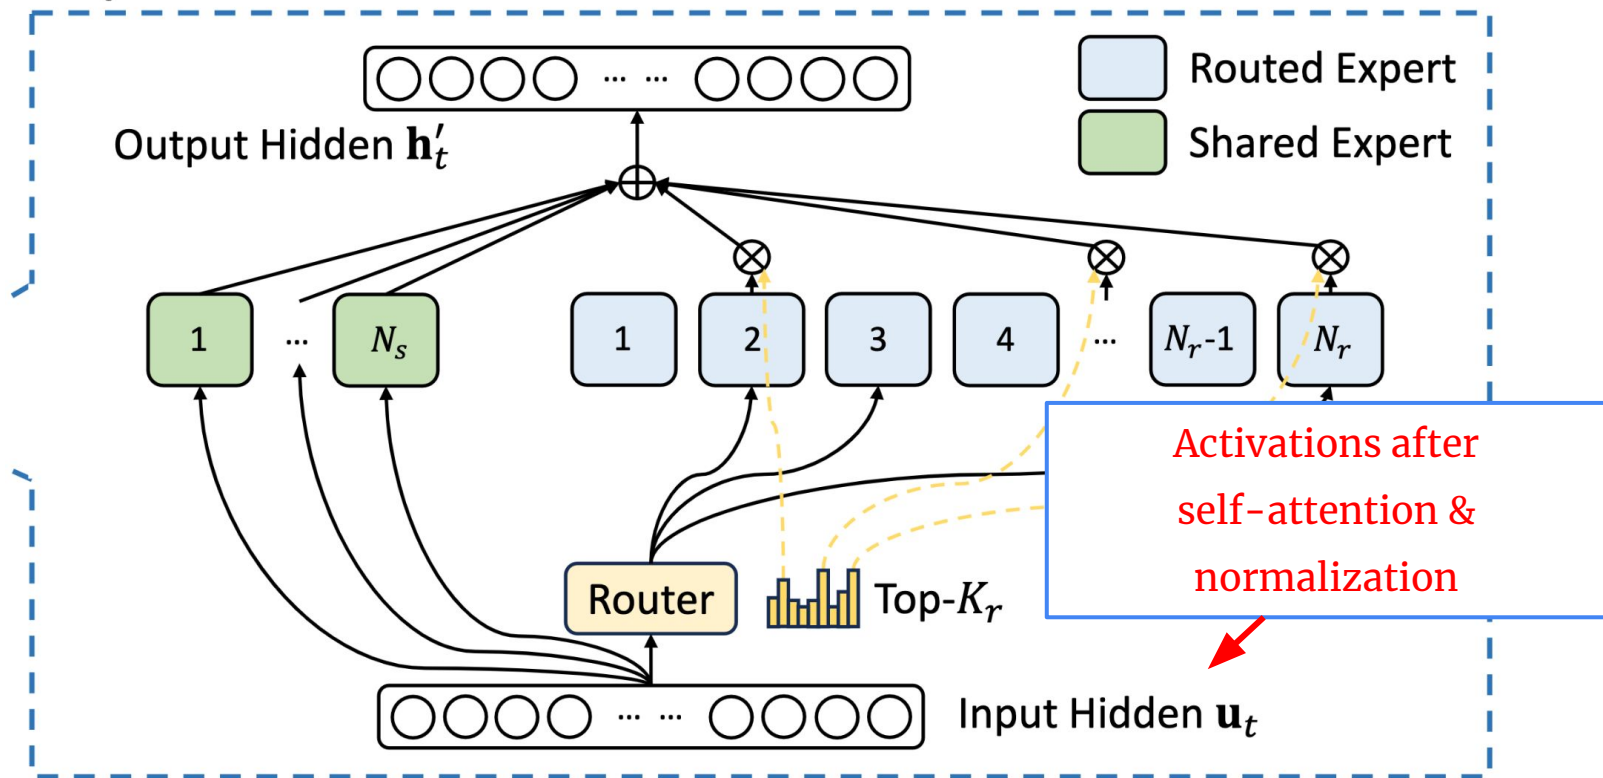 Routed Expert
Output Hidden h′ₜ
Shared Expert
1 ... Nₛ 1 2 3 4 ... Nᵣ-1 Nᵣ
Activations after
self-attention &
normalization
Router
Top-Kᵣ
Input Hidden uₜ